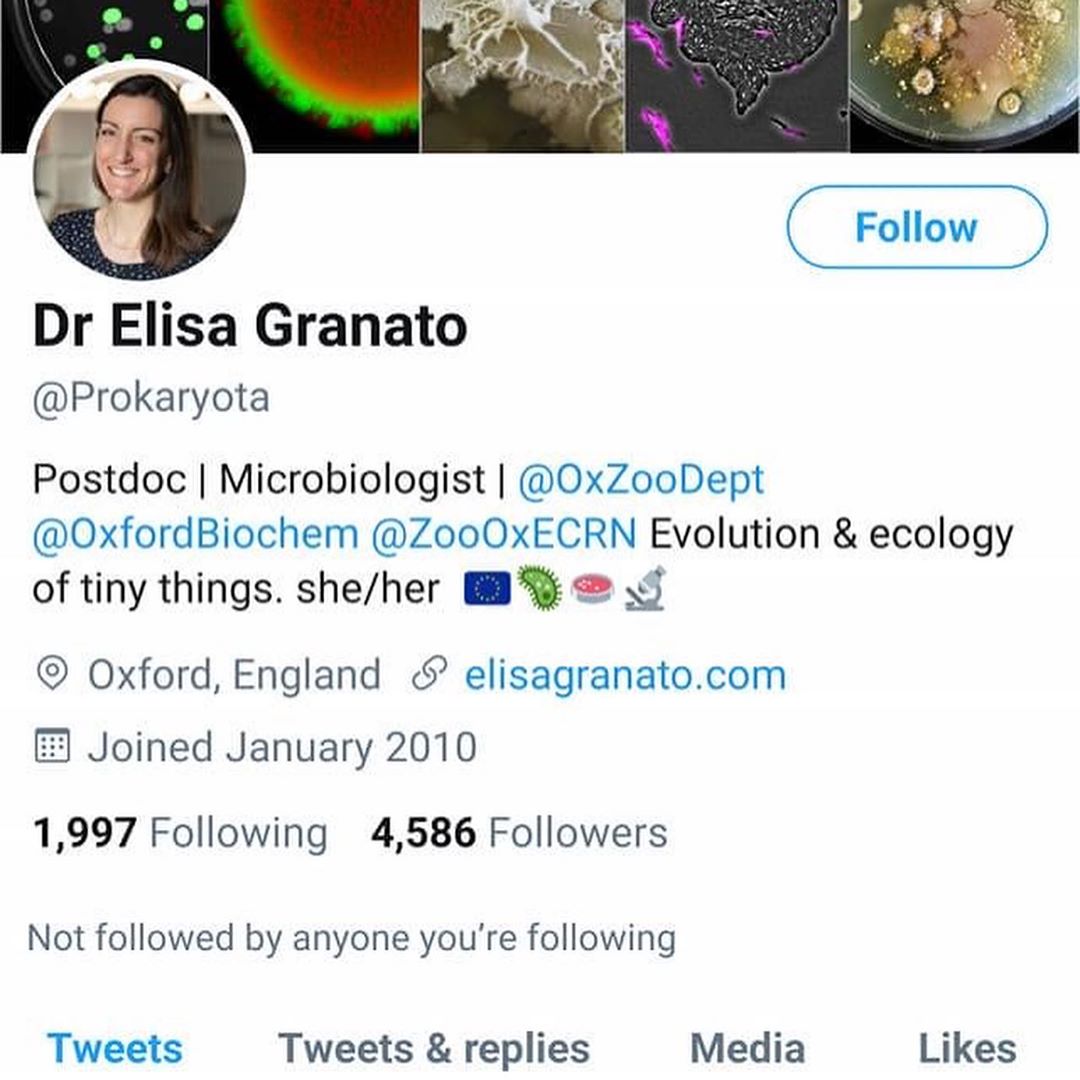 Follow
Dr Elisa Granato
@Prokaryota
Postdoc | Microbiologist | @OxZooDept
@OxfordBiochem @ZooOxECRN Evolution & ecology
of tiny things. she/her 🇪🇺🦠🧫🔬
Oxford, England elisagranato.com
Joined January 2010
1,997 Following 4,586 Followers
Not followed by anyone you’re following
Tweets Tweets & replies Media Likes